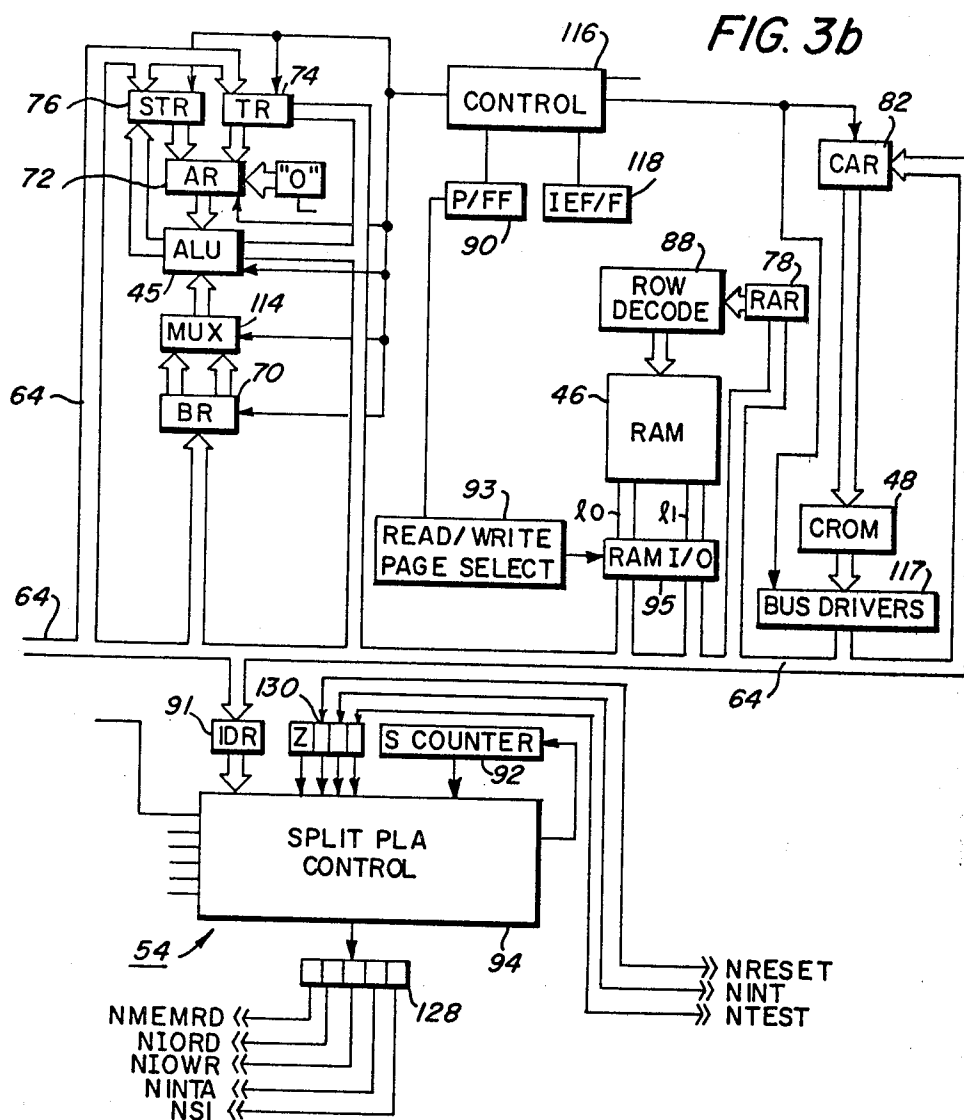 FIG. 3b
116
74
76
STR
TR
CONTROL
82
72
AR
"O"
CAR
P/FF
IEF/F
118
90
ALU
88
45
114
ROW
DECODE
78
RAR
MUX
70
46
64
BR
RAM
93
48
l0
l1
READ/WRITE
PAGE SELECT
RAM I/O
CROM
117
95
BUS DRIVERS
64
64
130
91
IDR
Z
S COUNTER
92
SPLIT PLA
CONTROL
54
94
NRESET
128
NINT
NMEMRD
NTEST
NIORD
NIOWR
NINTA
NSI